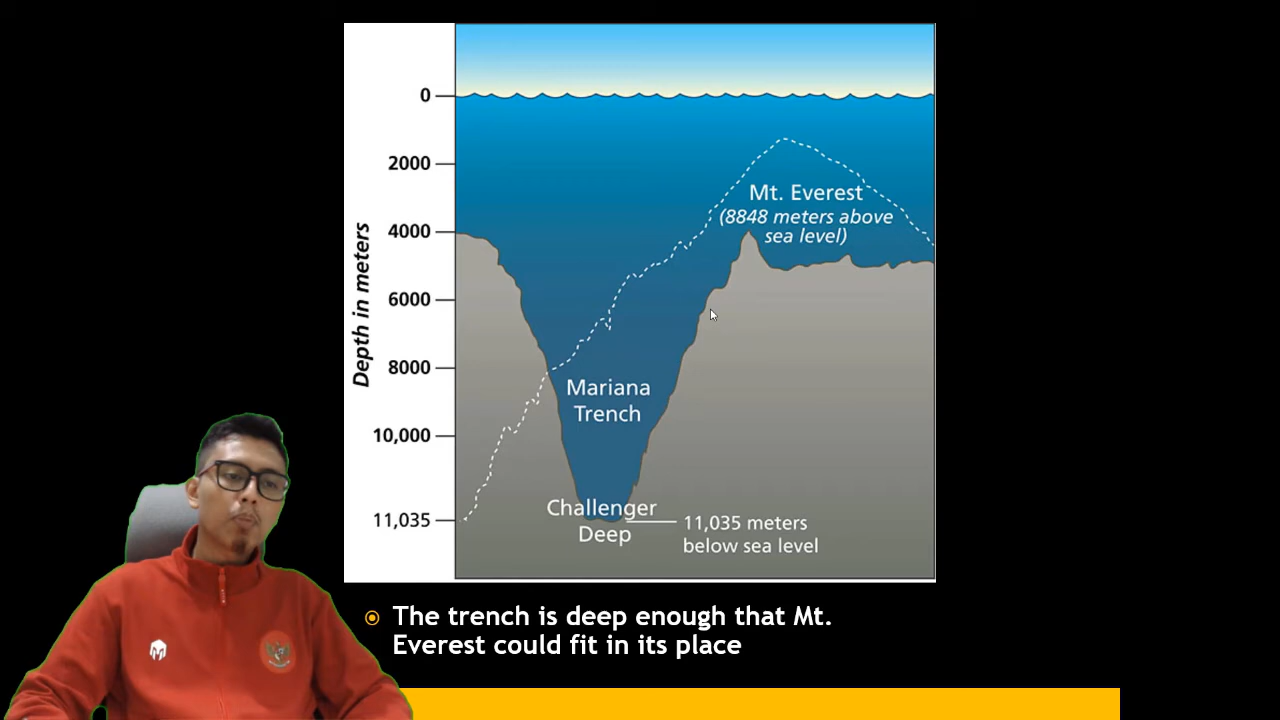 0
2000
4000
6000
8000
10,000
11,035
Depth in meters
Mt. Everest
(8848 meters above
sea level)
Mariana
Trench
Challenger
Deep
11,035 meters
below sea level
The trench is deep enough that Mt.
Everest could fit in its place